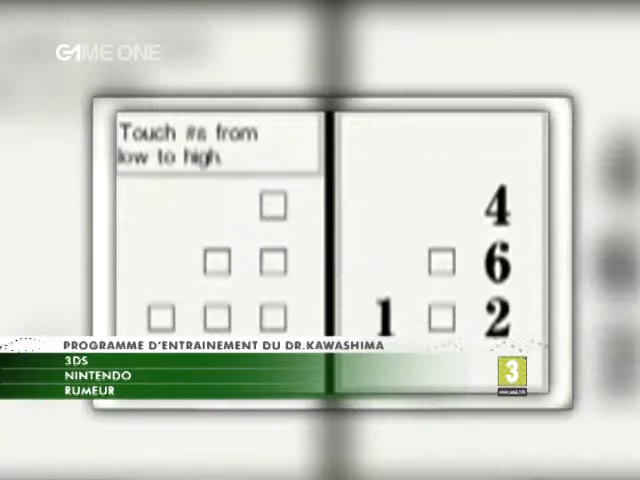 GAME ONE
Touch #s from
low to high.
4
6
1 2
PROGRAMME D'ENTRAINEMENT DU DR.KAWASHIMA
3DS
NINTENDO
RUMEUR
3